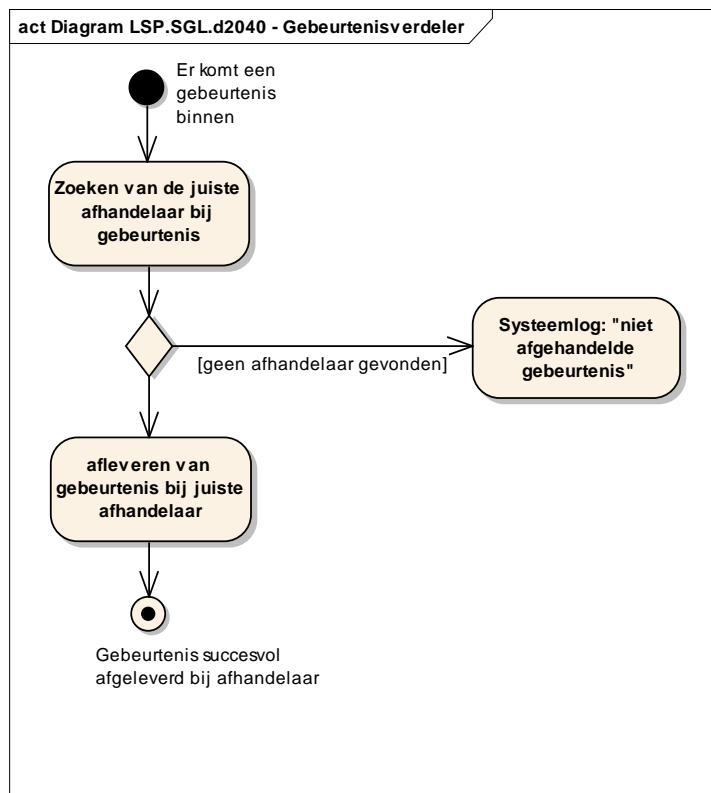 act Diagram LSP.SGL.d2040 - Gebeurtenisverdeler
Er komt een
gebeurtenis
binnen
Zoeken van de juiste
afhandelaar bij
gebeurtenis
[geen afhandelaar gevonden]
Systeemlog: "niet
afgehandelde
gebeurtenis"
afleveren van
gebeurtenis bij juiste
afhandelaar
Gebeurtenis succesvol
afgeleverd bij afhandelaar